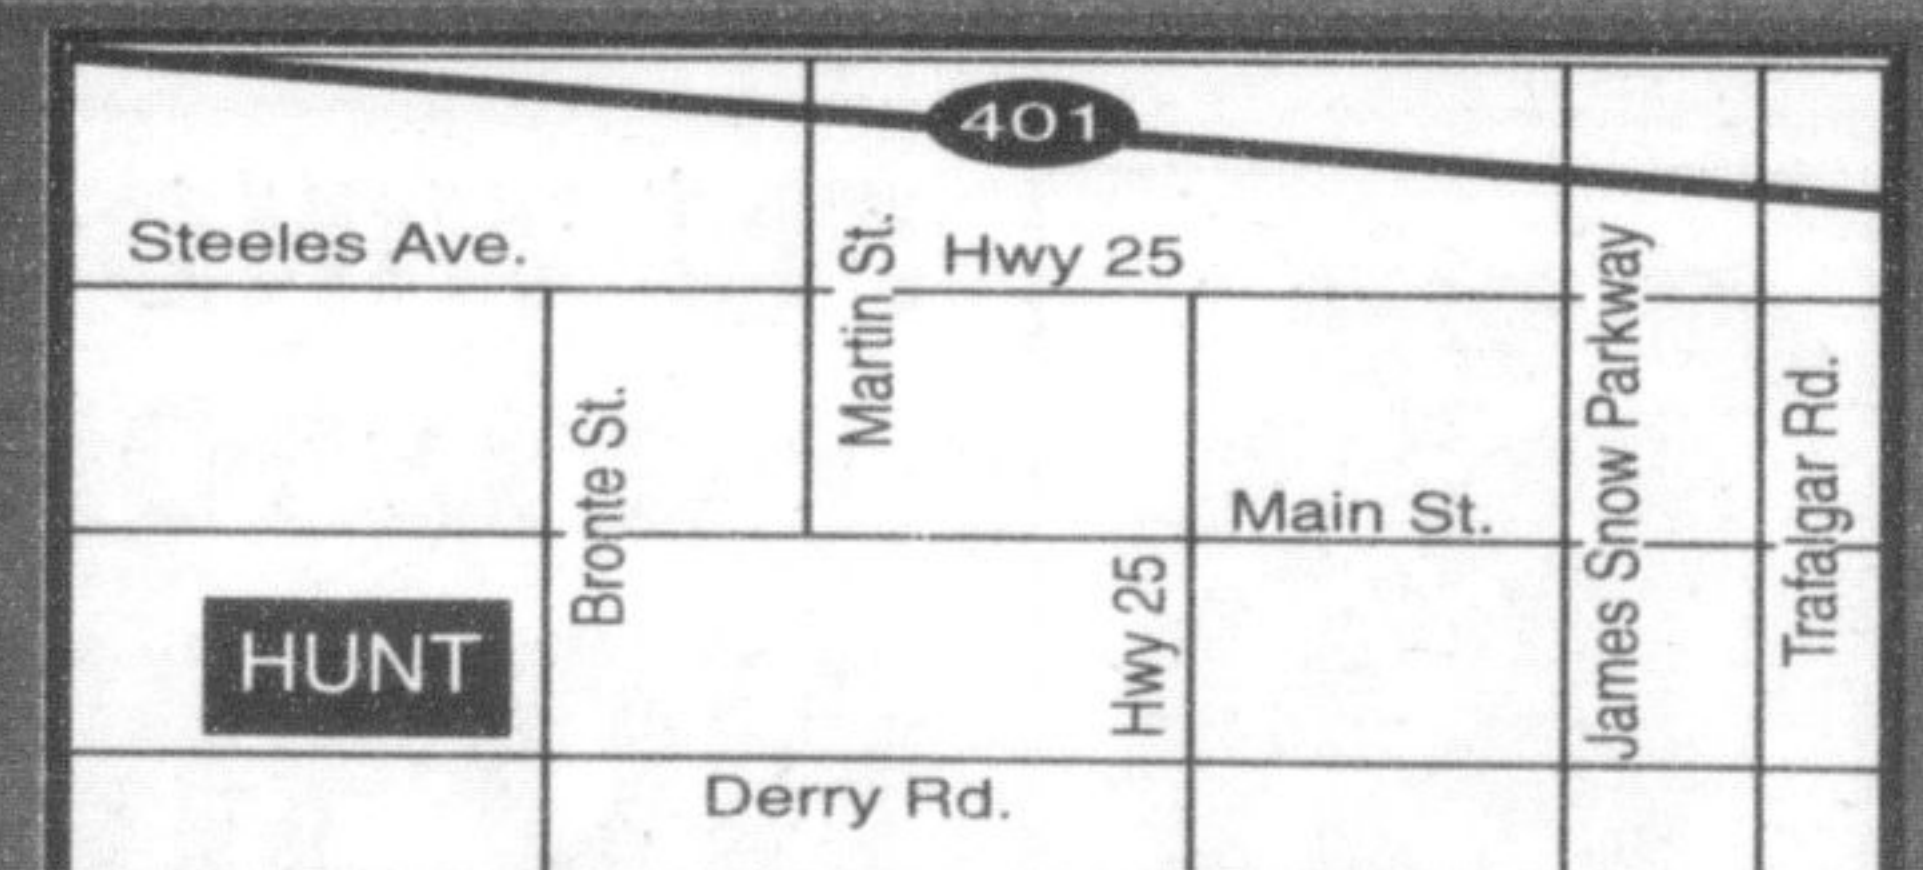 401
Steeles Ave.
Martin St.
Hwy 25
James Snow Parkway
Bronte St.
Trafalgar Rd.
Main St.
HUNT
Hwy 25
Derry Rd.